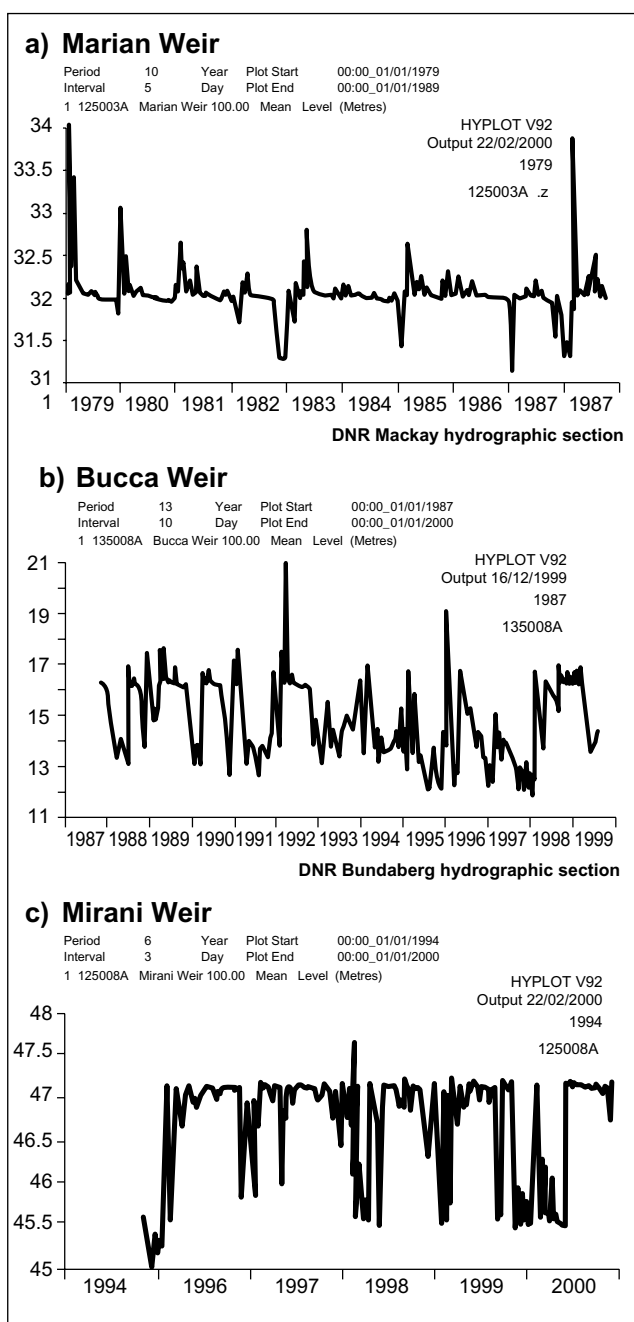 a) Marian Weir
Period 10 Year Plot Start 00:00_01/01/1979
Interval 5 Day Plot End 00:00_01/01/1989
1 125003A Marian Weir 100.00 Mean Level (Metres)
HYPLOT V92
Output 22/02/2000
1979
125003A .z
34
33.5
33
32.5
32
31.5
31
1
1979 1980 1981 1982 1983 1984 1985 1986 1987 1987
DNR Mackay hydrographic section
b) Bucca Weir
Period 13 Year Plot Start 00:00_01/01/1987
Interval 10 Day Plot End 00:00_01/01/2000
1 135008A Bucca Weir 100.00 Mean Level (Metres)
HYPLOT V92
Output 16/12/1999
1987
135008A
21
19
16
15
13
11
1987 1988 1989 1990 1991 1992 1993 1994 1995 1996 1997 1998 1999
DNR Bundaberg hydrographic section
c) Mirani Weir
Period 6 Year Plot Start 00:00_01/01/1994
Interval 3 Day Plot End 00:00_01/01/2000
1 125008A Mirani Weir 100.00 Mean Level (Metres)
HYPLOT V92
Output 22/02/2000
1994
125008A
48
47.5
47
46.5
46
45.5
45
1994 1996 1997 1998 1999 2000